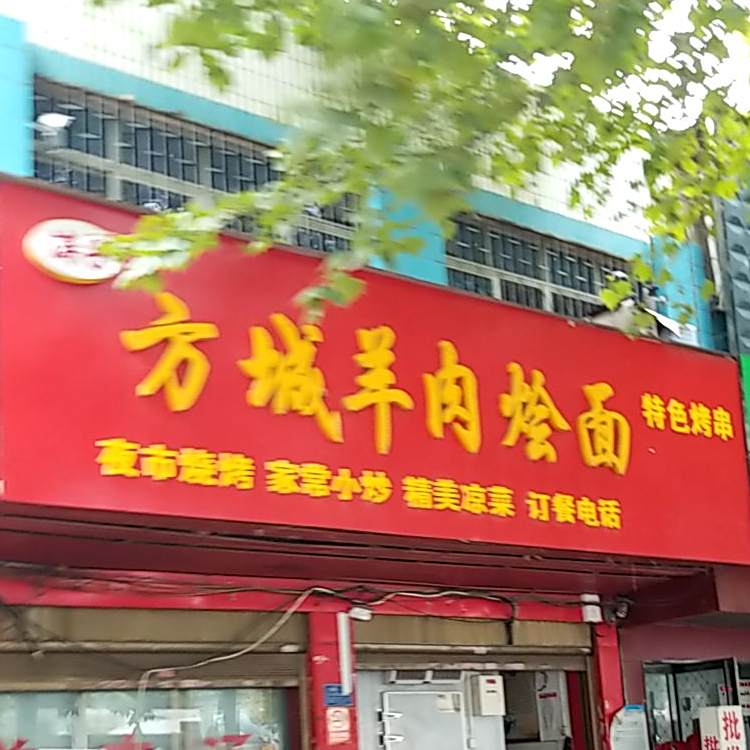 方城羊肉烩面
特色烤串
夜市烧烤 家常小炒 精美凉菜 订餐电话
批